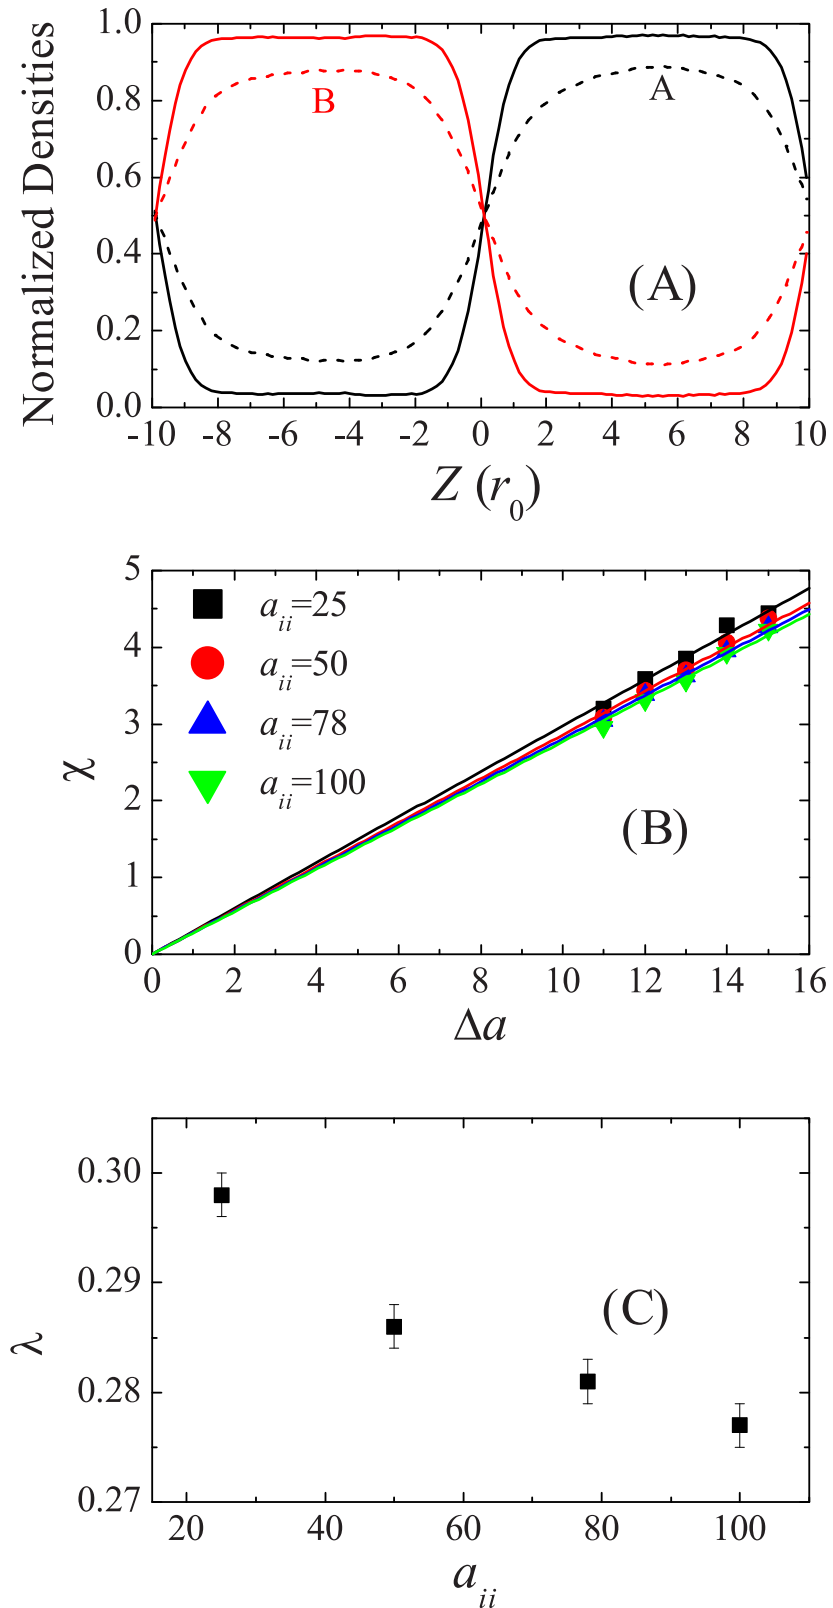 Normalized Densities
1.0
0.8
0.6
0.4
0.2
0.0
B
A
(A)
-10 -8 -6 -4 -2 0 2 4 6 8 10
Z (r0)
χ
5
4
3
2
1
0
aii=25
aii=50
aii=78
aii=100
(B)
0 2 4 6 8 10 12 14 16
Δa
λ
0.30
0.29
0.28
0.27
(C)
20 40 60 80 100
aii